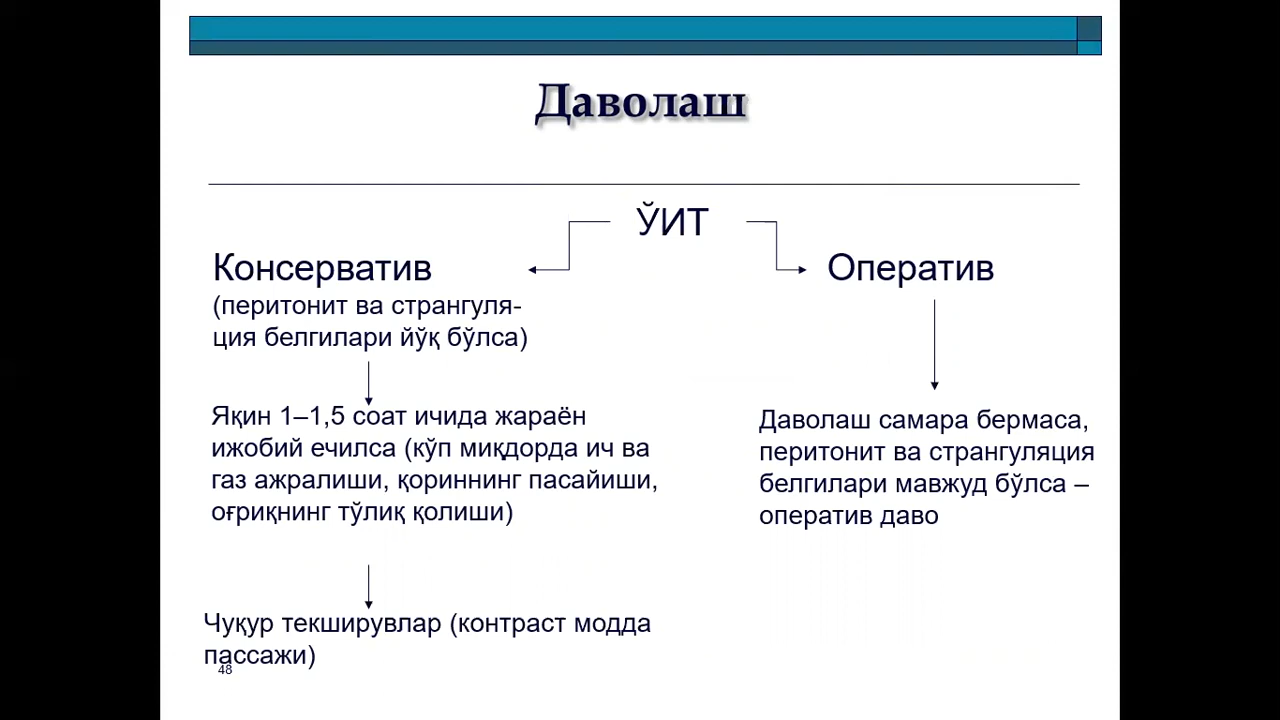 Даволаш
ЎИТ
Консерватив
(перитонит ва странгуля-
ция белгилари йўқ бўлса)
Яқин 1–1,5 соат ичида жараён
ижобий ечилса (кўп миқдорда ич ва
газ ажралиши, қориннинг пасайиши,
оғриқнинг тўлиқ қолиши)
Чуқур текширувлар (контраст модда
пассажи)
Оператив
Даволаш самара бермаса,
перитонит ва странгуляция
белгилари мавжуд бўлса –
оператив даво
48